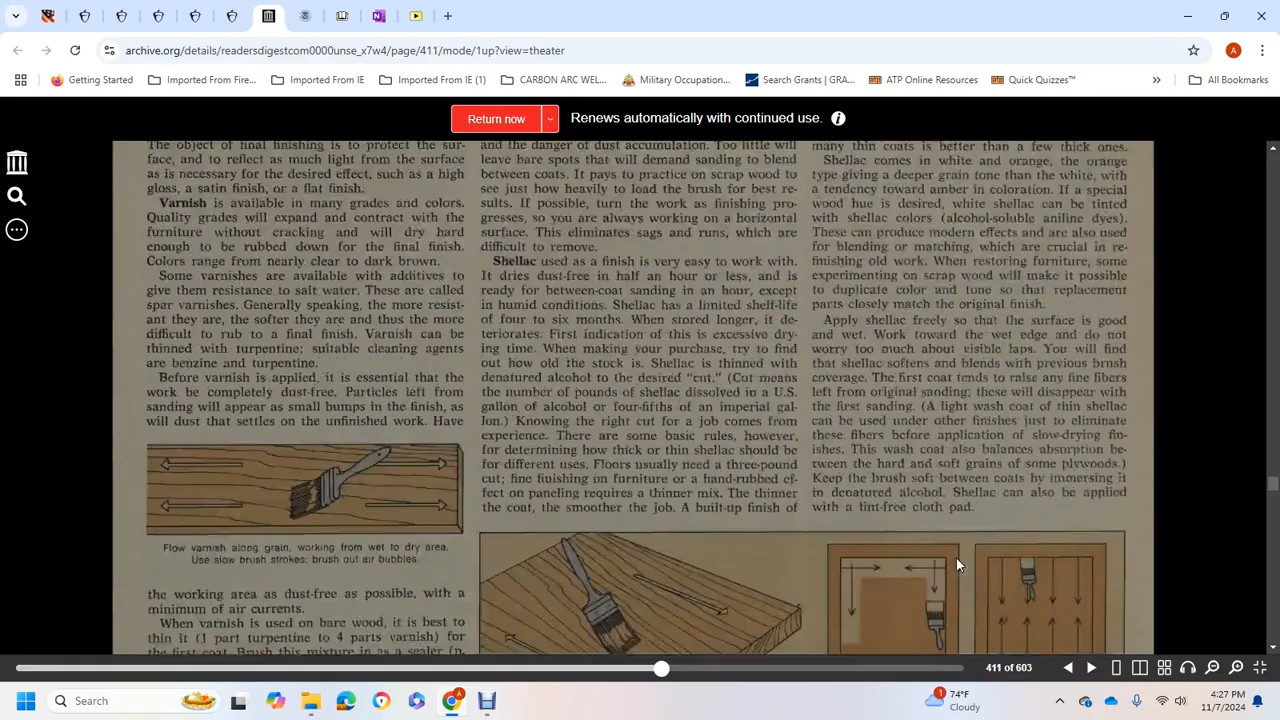 archive.org/details/readersdigestcom0000unse_x7w4/page/411/mode/1up?view=theater
A
Getting Started
Imported From Fire...
Imported From IE
Imported From IE (1)
CARBON ARC WEL...
Military Occupation...
Search Grants | GRA...
ATP Online Resources
Quick Quizzes™
»
All Bookmarks
Return now
Renews automatically with continued use.
The object of final finishing is to protect the sur-
face, and to reflect as much light from the surface
as is necessary for the desired effect, such as a high
gloss, a satin finish, or a flat finish.
Varnish is available in many grades and colors.
Quality grades will expand and contract with the
furniture without cracking and will dry hard
enough to be rubbed down for the final finish.
Colors range from nearly clear to dark brown.
Some varnishes are available with additives to
give them resistance to salt water. These are called
spar varnishes. Generally speaking, the more resist-
ant they are, the softer they are and thus the more
difficult to rub to a final finish. Varnish can be
thinned with turpentine; suitable cleaning agents
are benzine and turpentine.
Before varnish is applied, it is essential that the
work be completely dust-free. Particles left from
sanding will appear as small bumps in the finish, as
will dust that settles on the unfinished work. Have
Flow varnish along grain, working from wet to dry area.
Use slow brush strokes; brush out air bubbles.
the working area as dust-free as possible, with a
minimum of air currents.
When varnish is used on bare wood, it is best to
thin it (1 part turpentine to 4 parts varnish) for
the first coat. Brush this mixture in as a sealer (p.
and the danger of dust accumulation. Too little will
leave bare spots that will demand sanding to blend
between coats. It pays to practice on scrap wood to
see just how heavily to load the brush for best re-
sults. If possible, turn the work as finishing pro-
gresses, so you are always working on a horizontal
surface. This eliminates sags and runs, which are
difficult to remove.
Shellac used as a finish is very easy to work with.
It dries dust-free in half an hour or less, and is
ready for between-coat sanding in an hour, except
in humid conditions. Shellac has a limited shelf-life
of four to six months. When stored longer, it de-
teriorates. First indication of this is excessive dry-
ing time. When making your purchase, try to find
out how old the stock is. Shellac is thinned with
denatured alcohol to the desired “cut.” (Cut means
the number of pounds of shellac dissolved in a U.S.
gallon of alcohol or four-fifths of an imperial gal-
lon.) Knowing the right cut for a job comes from
experience. There are some basic rules, however,
for determining how thick or thin shellac should be
for different uses. Floors usually need a three-pound
cut; fine finishing on furniture or a hand-rubbed ef-
fect on paneling requires a thinner mix. The thinner
the coat, the smoother the job. A built-up finish of
many thin coats is better than a few thick ones.
Shellac comes in white and orange, the orange
type giving a deeper grain tone than the white, with
a tendency toward amber in coloration. If a special
wood hue is desired, white shellac can be tinted
with shellac colors (alcohol-soluble aniline dyes).
These can produce modern effects and are also used
for blending or matching, which are crucial in re-
finishing old work. When restoring furniture, some
experimenting on scrap wood will make it possible
to duplicate color and tone so that replacement
parts closely match the original finish.
Apply shellac freely so that the surface is good
and wet. Work toward the wet edge and do not
worry too much about visible laps. You will find
that shellac softens and blends with previous brush
coverage. The first coat tends to raise any fine fibers
left from original sanding; these will disappear with
the first sanding. (A light wash coat of thin shellac
can be used under other finishes just to eliminate
these fibers before application of slow-drying fin-
ishes. This wash coat also balances absorption be-
tween the hard and soft grains of some plywoods.)
Keep the brush soft between coats by immersing it
in denatured alcohol. Shellac can also be applied
with a lint-free cloph pad.
411 of 603
Search
1
74°F
Cloudy
4:27 PM
11/7/2024